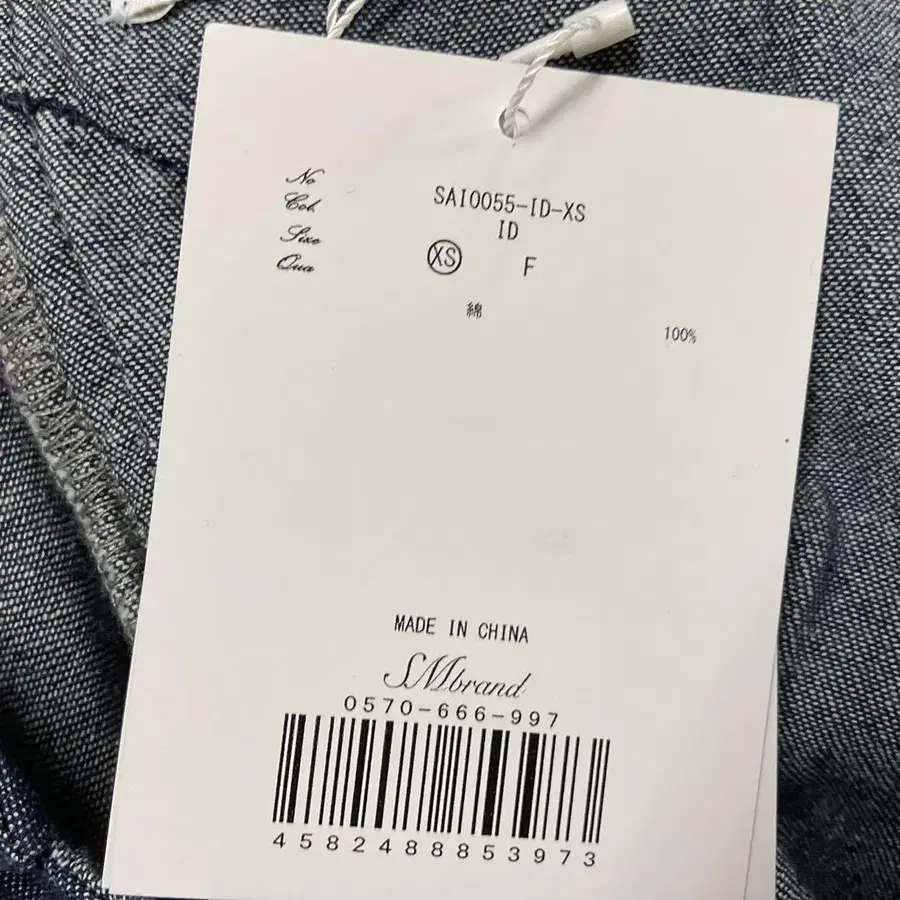 No SAI0055-ID-XS
Col. ID
Size XS F
Qua
綿 100%
MADE IN CHINA
SMbrand
0570-666-997
4582488853973